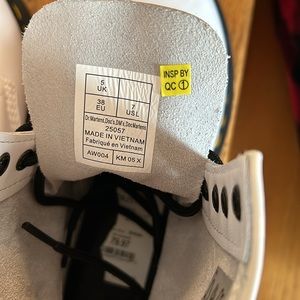 5
UK
38
EU
7
USL
Dr.Martens,Doc's,DM's,DocMartens
25057
MADE IN VIETNAM
Fabriqué en Vietnam
AW004
KM 05 X
INSP BY
QC ①